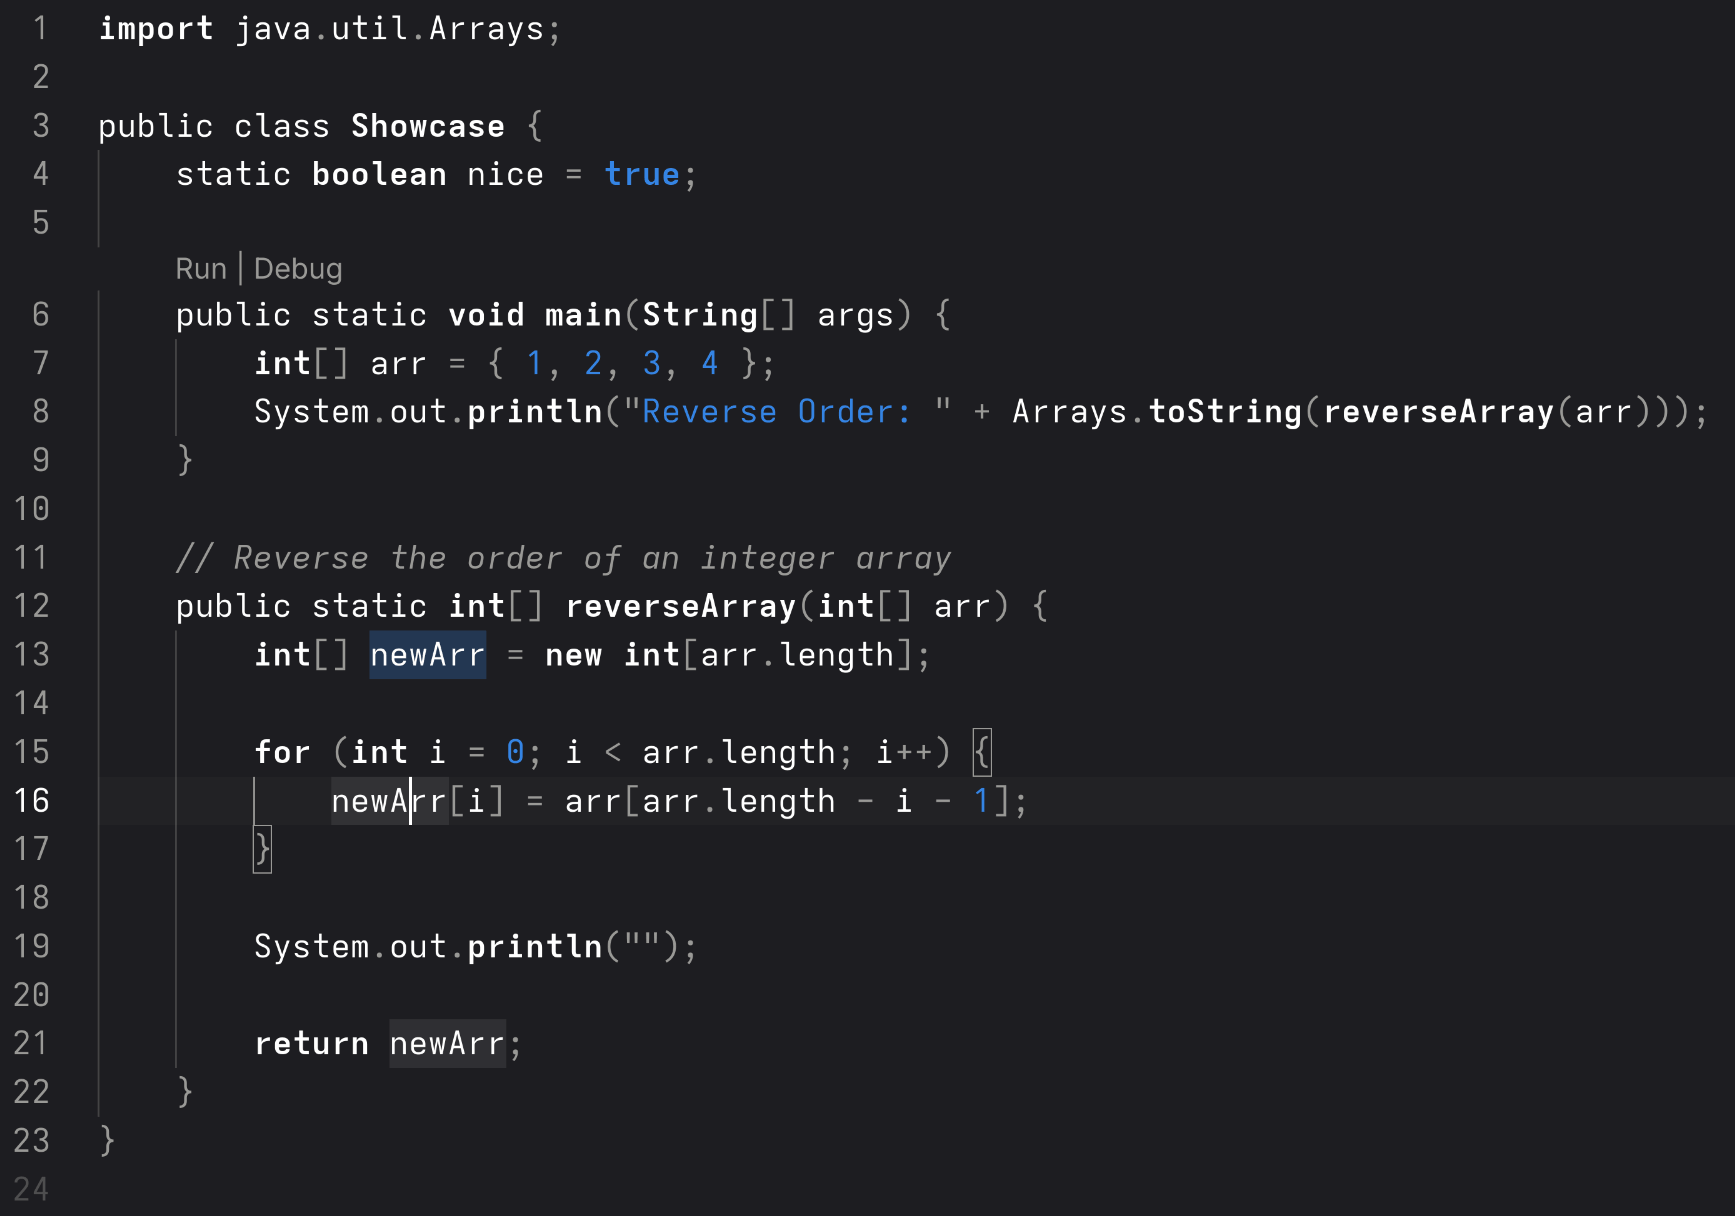 1 import java.util.Arrays;
2
3 public class Showcase {
4     static boolean nice = true;
5
Run | Debug
6     public static void main(String[] args) {
7         int[] arr = { 1, 2, 3, 4 };
8         System.out.println("Reverse Order: " + Arrays.toString(reverseArray(arr)));
9     }
10
11     // Reverse the order of an integer array
12     public static int[] reverseArray(int[] arr) {
13         int[] newArr = new int[arr.length];
14
15         for (int i = 0; i < arr.length; i++) {
16             newArr[i] = arr[arr.length - i - 1];
17         }
18
19         System.out.println("");
20
21         return newArr;
22     }
23 }
24